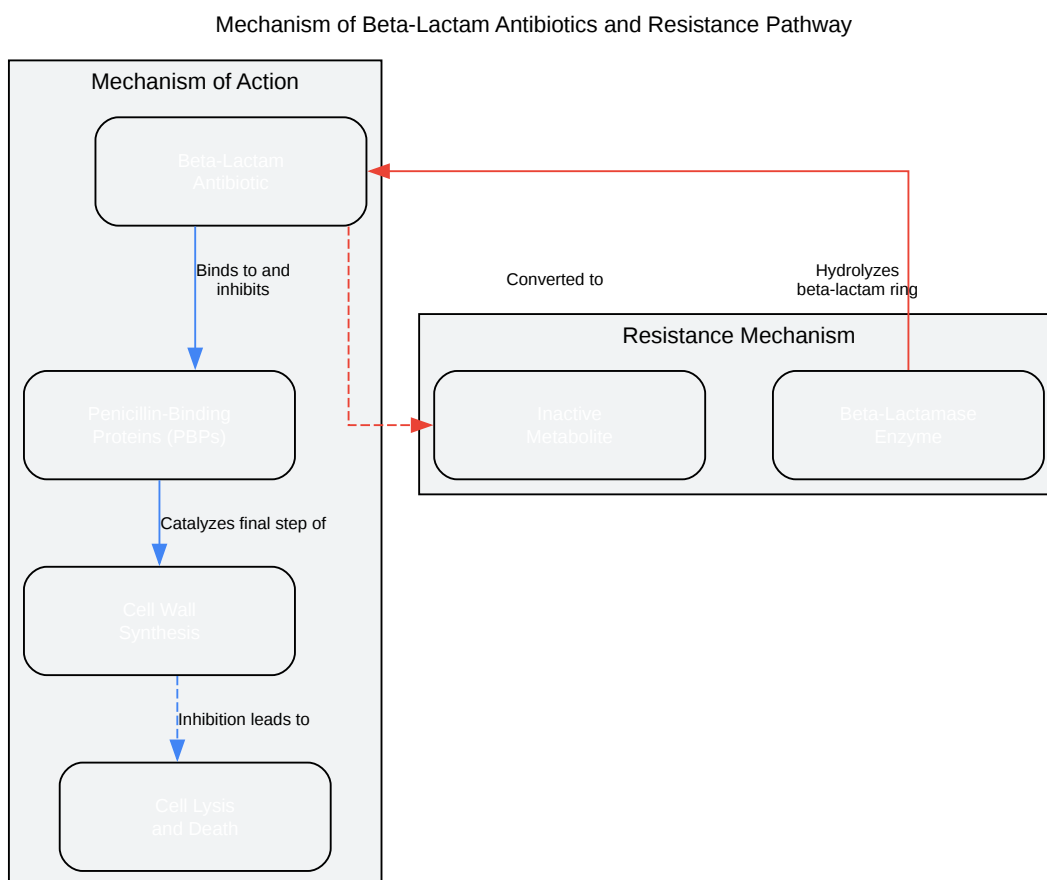 Mechanism of Beta-Lactam Antibiotics and Resistance Pathway
Mechanism of Action
Beta-Lactam
Antibiotic
Binds to and
inhibits
Converted to
Hydrolyzes
beta-lactam ring
Resistance Mechanism
Penicillin-Binding
Proteins (PBPs)
Inactive
Metabolite
Beta-Lactamase
Enzyme
Catalyzes final step of
Cell Wall
Synthesis
Inhibition leads to
Cell Lysis
and Death